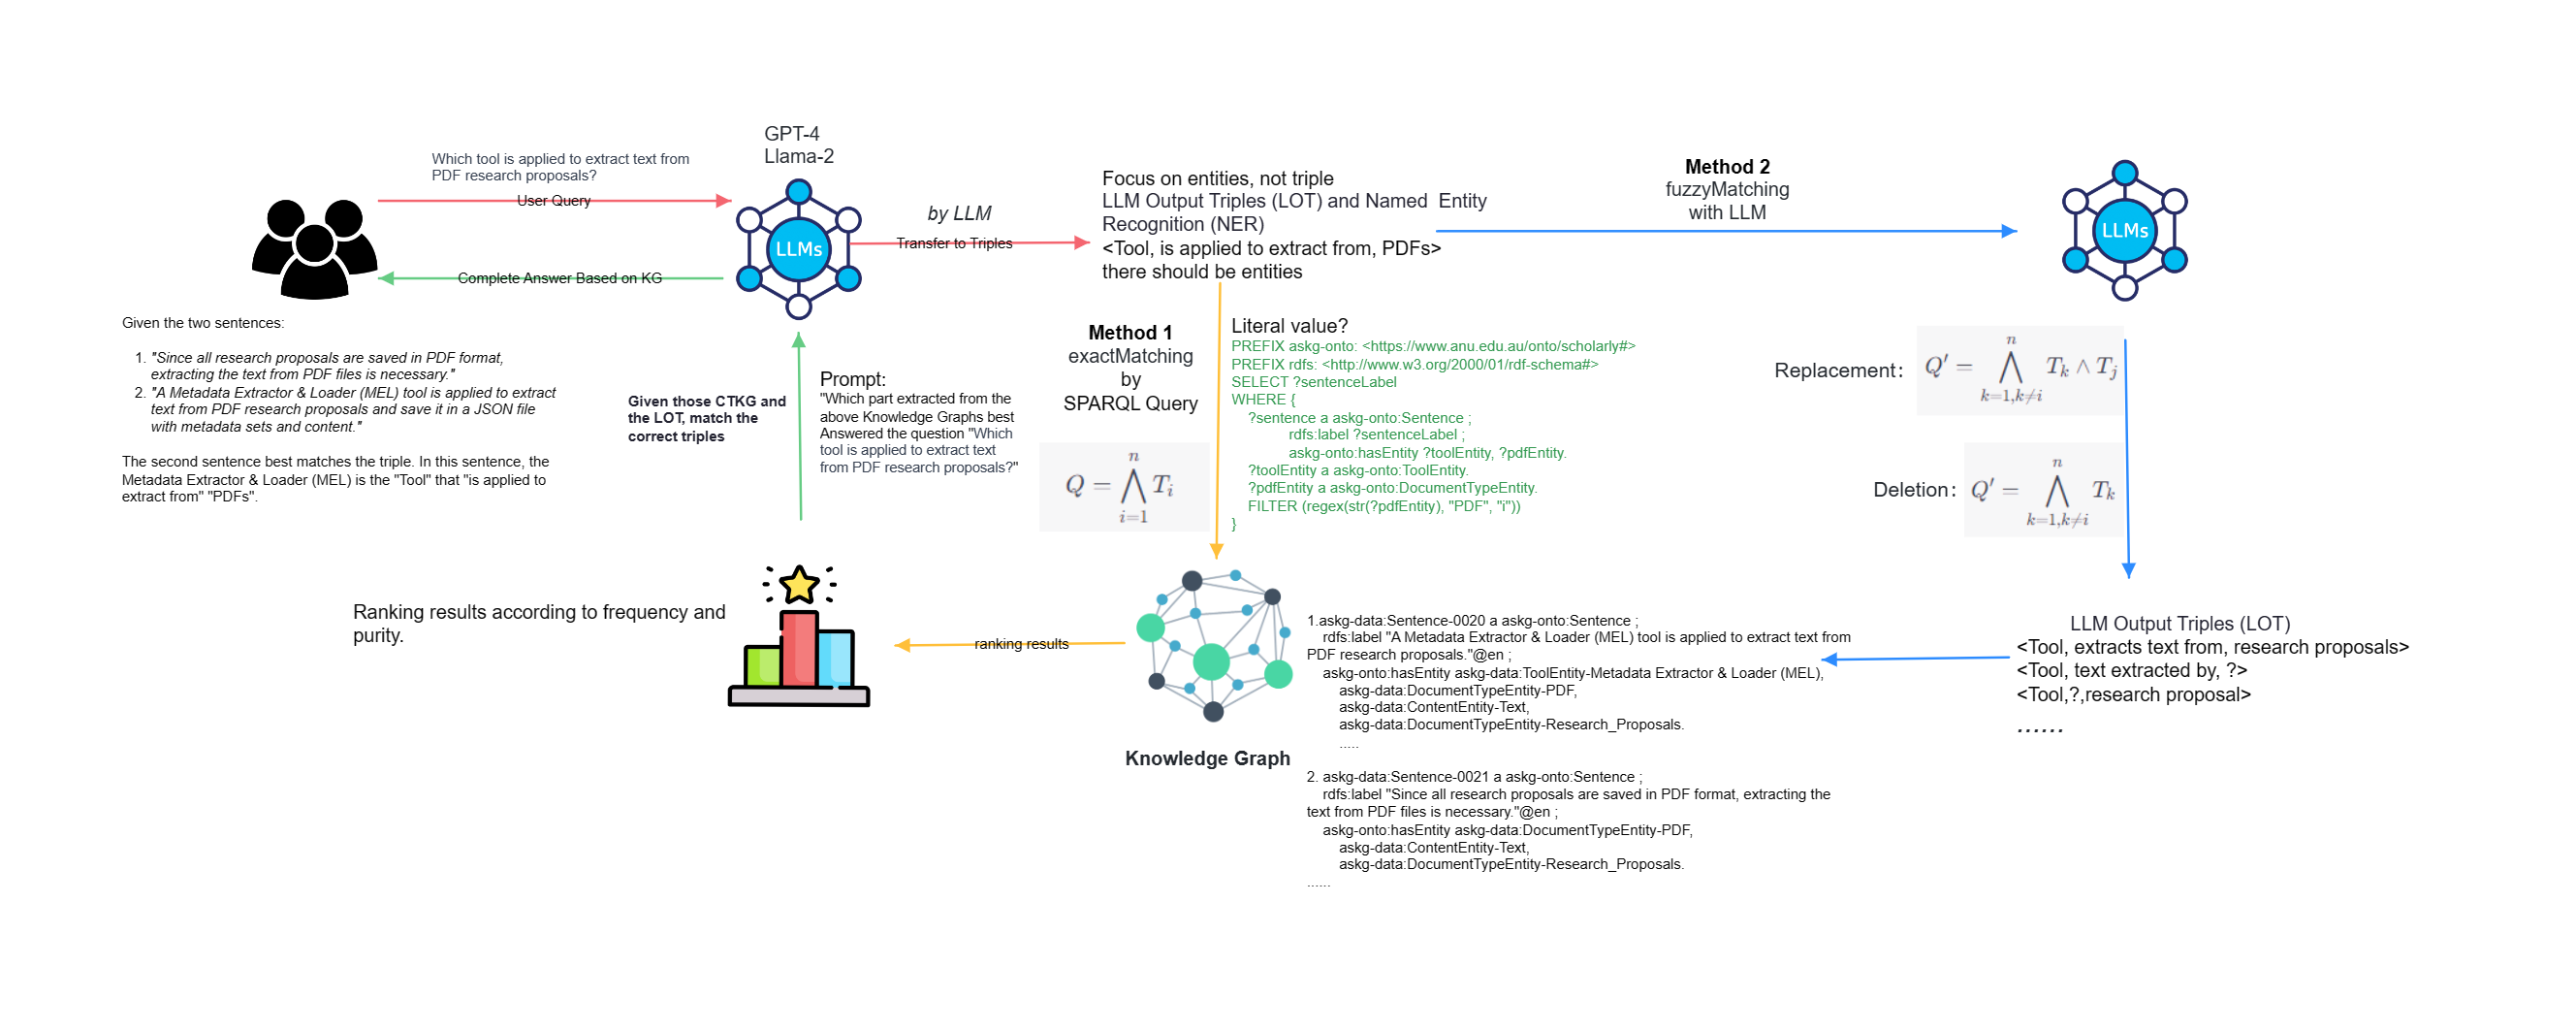 GPT-4
Llama-2
Which tool is applied to extract text from
PDF research proposals?
User Query
LLMs
Complete Answer Based on KG
by LLM
Transfer to Triples
Focus on entities, not triple
LLM Output Triples (LOT) and Named Entity
Recognition (NER)
<Tool, is applied to extract from, PDFs>
there should be entities
Method 2
fuzzyMatching
with LLM
LLMs
Given the two sentences:
1. "Since all research proposals are saved in PDF format,
extracting the text from PDF files is necessary."
2. "A Metadata Extractor & Loader (MEL) tool is applied to extract
text from PDF research proposals and save it in a JSON file
with metadata sets and content."
The second sentence best matches the triple. In this sentence, the
Metadata Extractor & Loader (MEL) is the "Tool" that "is applied to
extract from" "PDFs".
Given those CTKG and
the LOT, match the
correct triples
Prompt:
"Which part extracted from the
above Knowledge Graphs best
Answered the question "Which
tool is applied to extract text
from PDF research proposals?"
Method 1
exactMatching
by
SPARQL Query
Q = ⋀ T_i
n
i=1
Literal value?
PREFIX askg-onto: <https://www.anu.edu.au/onto/scholarly#>
PREFIX rdfs: <http://www.w3.org/2000/01/rdf-schema#>
SELECT ?sentenceLabel
WHERE {
?sentence a askg-onto:Sentence ;
rdfs:label ?sentenceLabel ;
askg-onto:hasEntity ?toolEntity, ?pdfEntity.
?toolEntity a askg-onto:ToolEntity.
?pdfEntity a askg-onto:DocumentTypeEntity.
FILTER (regex(str(?pdfEntity), "PDF", "i"))
}
Replacement:
n
Q′ = ⋀ T_k ∧ T_j
k=1,k≠i
Deletion:
n
Q′ = ⋀ T_k
k=1,k≠i
LLM Output Triples (LOT)
<Tool, extracts text from, research proposals>
<Tool, text extracted by, ?>
<Tool,?,research proposal>
......
1.askg-data:Sentence-0020 a askg-onto:Sentence ;
rdfs:label "A Metadata Extractor & Loader (MEL) tool is applied to extract text from
PDF research proposals."@en ;
askg-onto:hasEntity askg-data:ToolEntity-Metadata Extractor & Loader (MEL),
askg-data:DocumentTypeEntity-PDF,
askg-data:ContentEntity-Text,
askg-data:DocumentTypeEntity-Research_Proposals.
.....
2. askg-data:Sentence-0021 a askg-onto:Sentence ;
rdfs:label "Since all research proposals are saved in PDF format, extracting the
text from PDF files is necessary."@en ;
askg-onto:hasEntity askg-data:DocumentTypeEntity-PDF,
askg-data:ContentEntity-Text,
askg-data:DocumentTypeEntity-Research_Proposals.
......
Knowledge Graph
ranking results
Ranking results according to frequency and
purity.